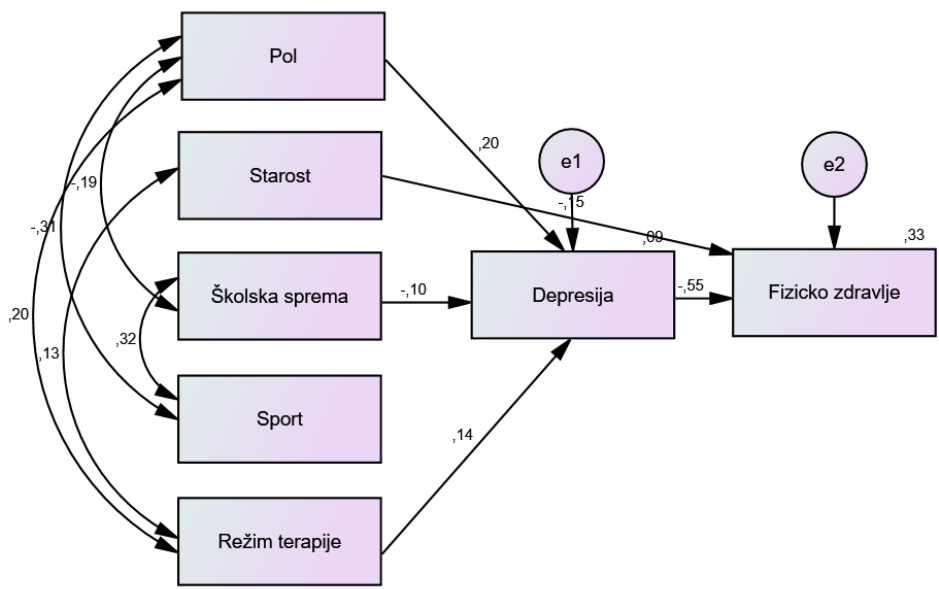 Pol
,20
e1
e2
-,19
Starost
-,15
,09
,33
-,31
Školska sprema
-,10
Depresija
-,55
Fizicko zdravlje
,20
,32
,13
Sport
,14
Režim terapije